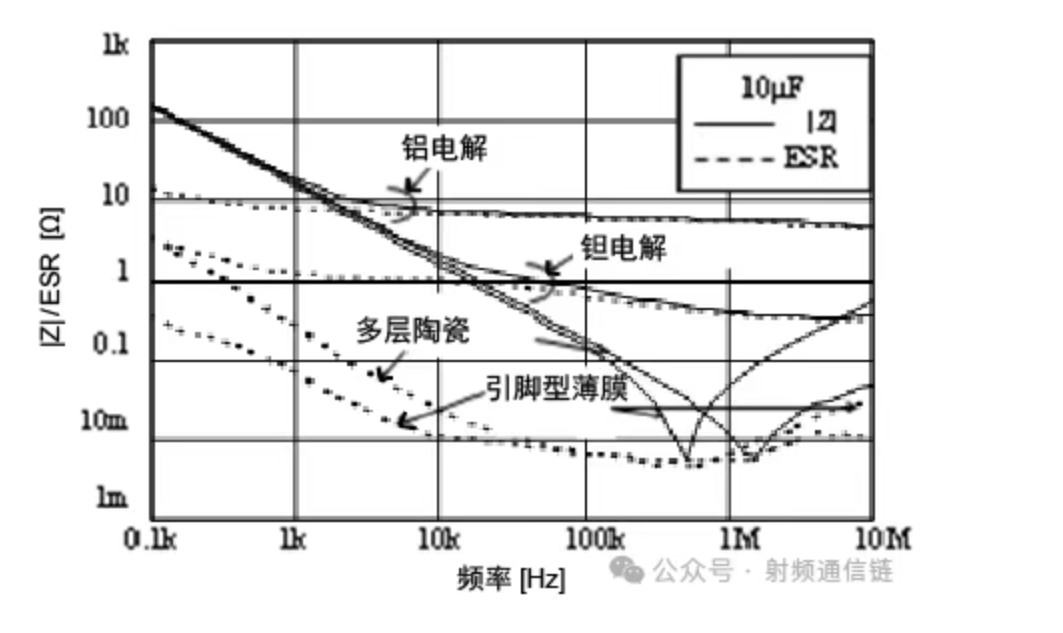 1k
100
10
1
0.1
10m
1m
|Z|/ESR [Ω]
10μF
|Z|
ESR
铝电解
钽电解
多层陶瓷
引脚型薄膜
0.1k 1k 10k 100k 1M 10M
频率 [Hz]
公众号 · 射频通信链